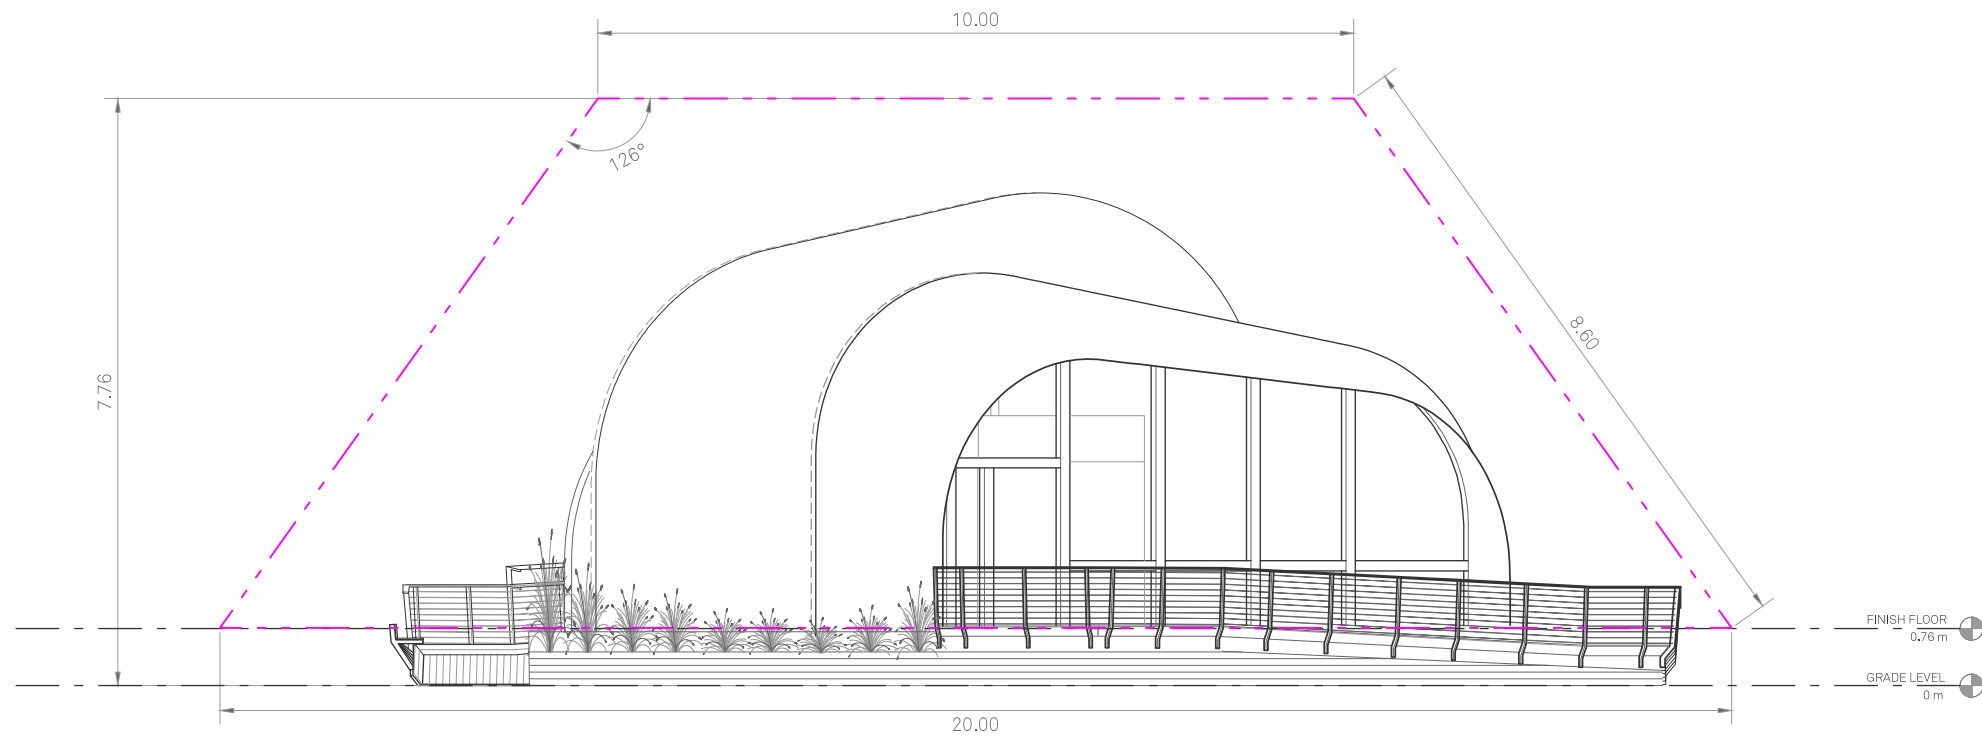 10.00
126°
8.60
7.76
FINISH FLOOR
0.76 m
GRADE LEVEL
0 m
20.00